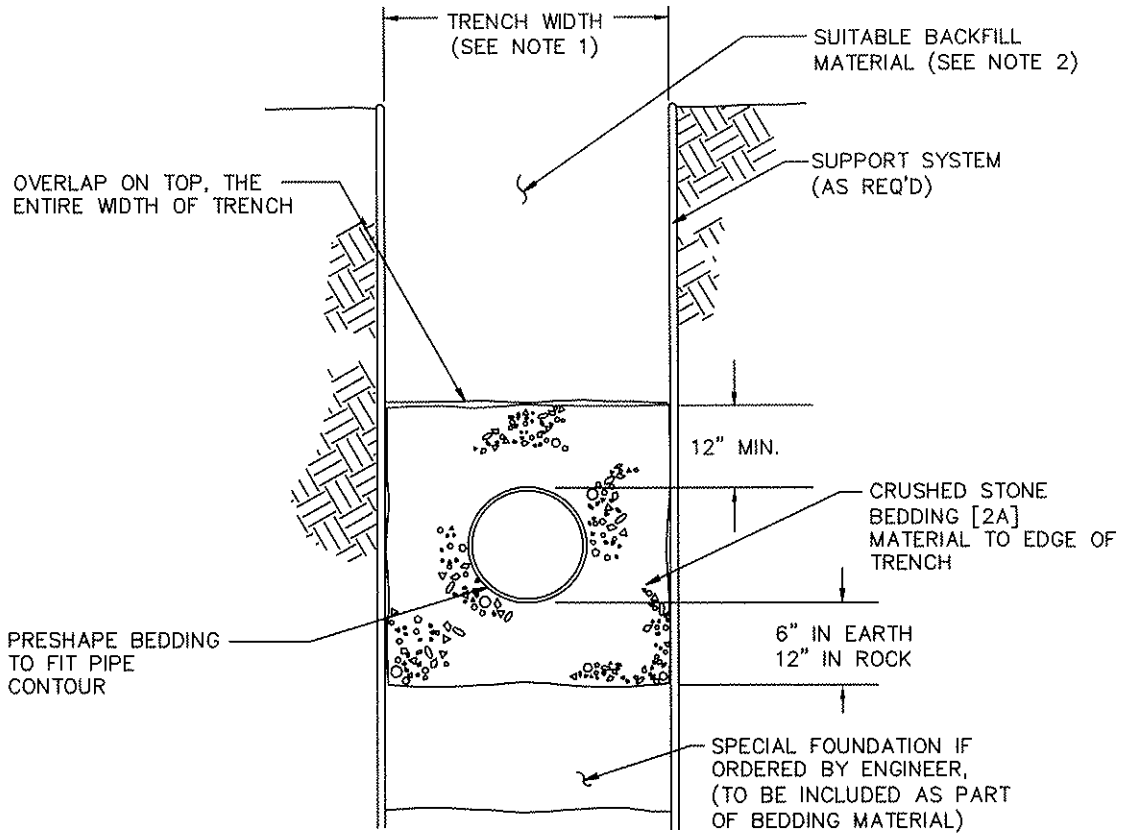 TRENCH WIDTH
(SEE NOTE 1)
SUITABLE BACKFILL
MATERIAL (SEE NOTE 2)
SUPPORT SYSTEM
(AS REQ'D)
OVERLAP ON TOP, THE
ENTIRE WIDTH OF TRENCH
12" MIN.
CRUSHED STONE
BEDDING [2A]
MATERIAL TO EDGE OF
TRENCH
6" IN EARTH
12" IN ROCK
PRESHAPE BEDDING
TO FIT PIPE
CONTOUR
SPECIAL FOUNDATION IF
ORDERED BY ENGINEER,
(TO BE INCLUDED AS PART
OF BEDDING MATERIAL)